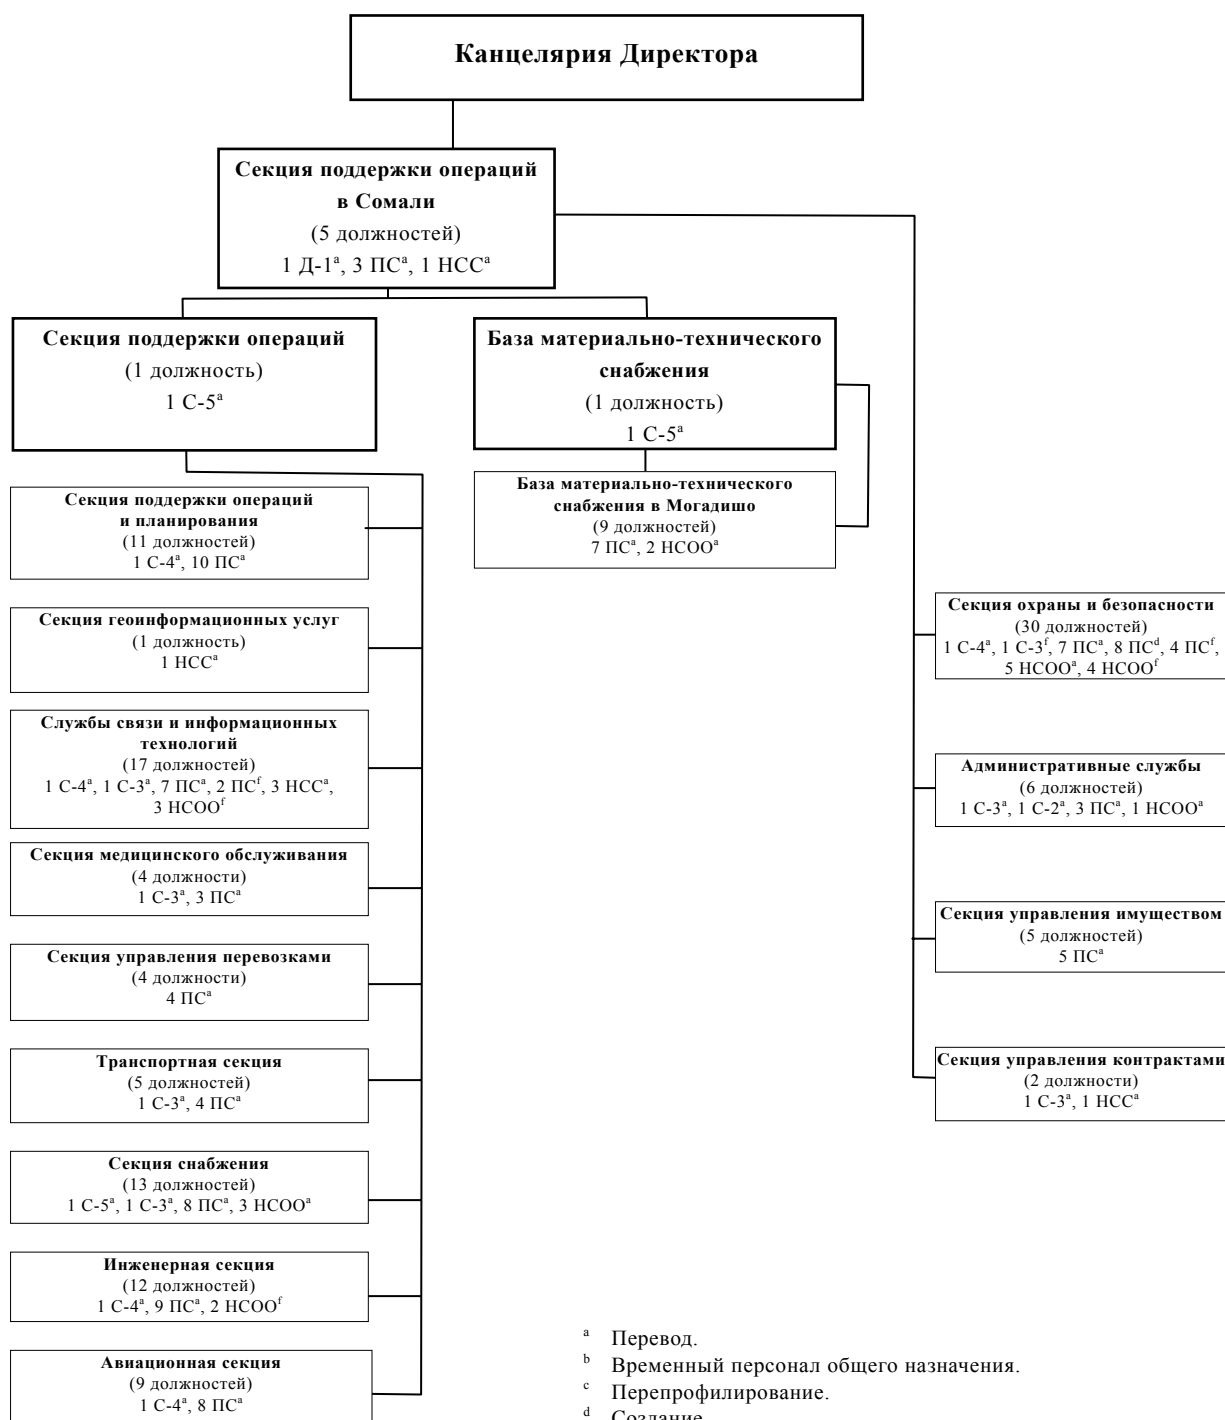 Канцелярия Директора
Секция поддержки операций
в Сомали
(5 должностей)
1 Д-1ᵃ, 3 ПСᵃ, 1 НССᵃ
Секция поддержки операций
(1 должность)
1 С-5ᵃ
База материально-технического
снабжения
(1 должность)
1 С-5ᵃ
База материально-технического
снабжения в Могадишо
(9 должностей)
7 ПСᵃ, 2 НСООᵃ
Секция поддержки операций
и планирования
(11 должностей)
1 С-4ᵃ, 10 ПСᵃ
Секция геоинформационных услуг
(1 должность)
1 НССᵃ
Службы связи и информационных
технологий
(17 должностей)
1 С-4ᵃ, 1 С-3ᵃ, 7 ПСᵃ, 2 ПСᶠ, 3 НССᵃ,
3 НСООᶠ
Секция медицинского обслуживания
(4 должности)
1 С-3ᵃ, 3 ПСᵃ
Секция управления перевозками
(4 должности)
4 ПСᵃ
Транспортная секция
(5 должностей)
1 С-3ᵃ, 4 ПСᵃ
Секция снабжения
(13 должностей)
1 С-5ᵃ, 1 С-3ᵃ, 8 ПСᵃ, 3 НСООᵃ
Инженерная секция
(12 должностей)
1 С-4ᵃ, 9 ПСᵃ, 2 НСООᶠ
Авиационная секция
(9 должностей)
1 С-4ᵃ, 8 ПСᵃ
Секция охраны и безопасности
(30 должностей)
1 С-4ᵃ, 1 С-3ᶠ, 7 ПСᵃ, 8 ПСᵈ, 4 ПСᶠ,
5 НСООᵃ, 4 НСООᶠ
Административные службы
(6 должностей)
1 С-3ᵃ, 1 С-2ᵃ, 3 ПСᵃ, 1 НСООᵃ
Секция управления имуществом
(5 должностей)
5 ПСᵃ
Секция управления контрактами
(2 должности)
1 С-3ᵃ, 1 НССᵃ
ᵃ Перевод.
ᵇ Временный персонал общего назначения.
ᶜ Перепрофилирование.
ᵈ Создание.